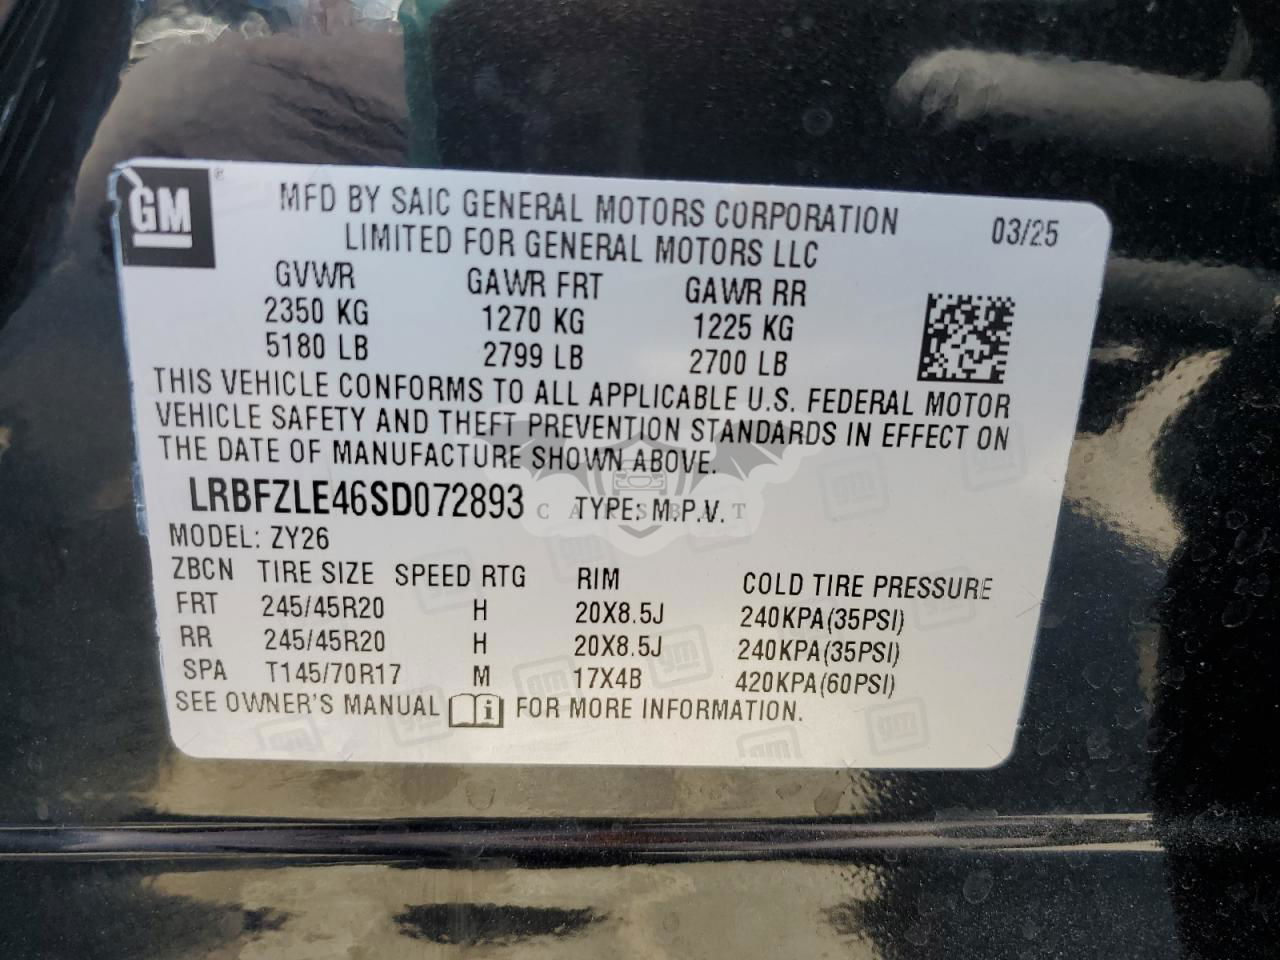 GM ®
MFD BY SAIC GENERAL MOTORS CORPORATION 03/25
LIMITED FOR GENERAL MOTORS LLC
GVWR GAWR FRT GAWR RR
2350 KG 1270 KG 1225 KG
5180 LB 2799 LB 2700 LB
THIS VEHICLE CONFORMS TO ALL APPLICABLE U.S. FEDERAL MOTOR
VEHICLE SAFETY AND THEFT PREVENTION STANDARDS IN EFFECT ON
THE DATE OF MANUFACTURE SHOWN ABOVE.
LRBFZLE46SD072893 TYPE: M.P.V.
CARSBAT
MODEL: ZY26
ZBCN TIRE SIZE SPEED RTG RIM COLD TIRE PRESSURE
FRT 245/45R20 H 20X8.5J 240KPA(35PSI)
RR 245/45R20 H 20X8.5J 240KPA(35PSI)
SPA T145/70R17 M 17X4B 420KPA(60PSI)
SEE OWNER'S MANUAL i FOR MORE INFORMATION.